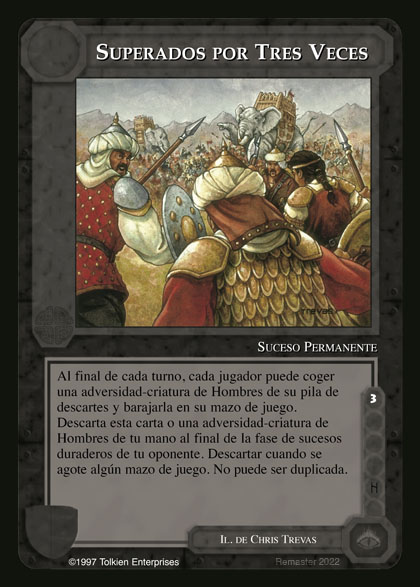 SUPERADOS POR TRES VECES
TREVAS
SUCESO PERMANENTE
Al final de cada turno, cada jugador puede coger
una adversidad-criatura de Hombres de su pila de
descartes y barajarla en su mazo de juego.
Descarta esta carta o una adversidad-criatura de
Hombres de tu mano al final de la fase de sucesos
duraderos de tu oponente. Descartar cuando se
agote algún mazo de juego. No puede ser duplicada.
3
IL. DE CHRIS TREVAS
©1997 Tolkien Enterprises
Remaster 2022